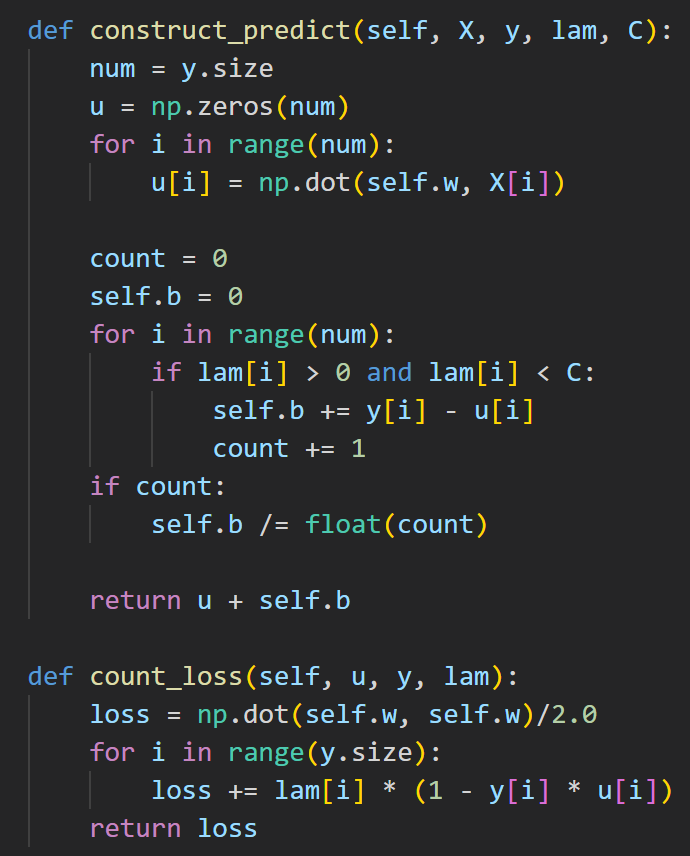 def construct_predict(self, X, y, lam, C):
    num = y.size
    u = np.zeros(num)
    for i in range(num):
        u[i] = np.dot(self.w, X[i])

    count = 0
    self.b = 0
    for i in range(num):
        if lam[i] > 0 and lam[i] < C:
            self.b += y[i] - u[i]
            count += 1
    if count:
        self.b /= float(count)

    return u + self.b

def count_loss(self, u, y, lam):
    loss = np.dot(self.w, self.w)/2.0
    for i in range(y.size):
        loss += lam[i] * (1 - y[i] * u[i])
    return loss